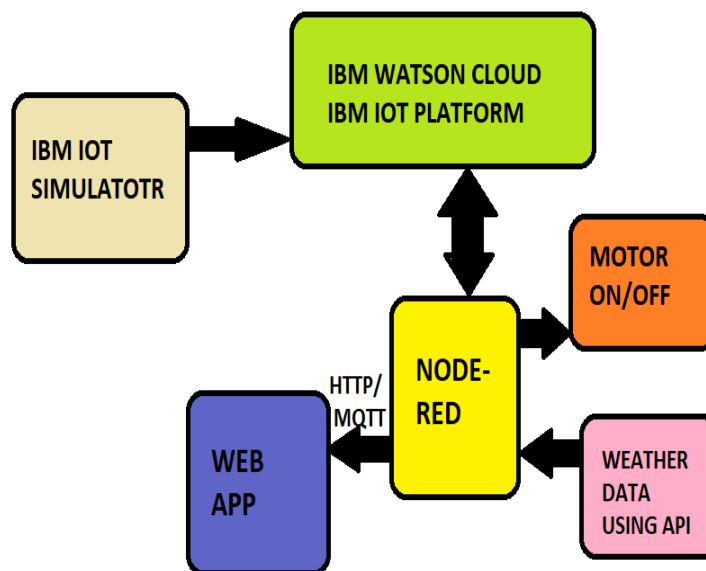 IBM WATSON CLOUD
IBM IOT PLATFORM
IBM IOT
SIMULATOTR
MOTOR
ON/OFF
NODE-
RED
HTTP/
MQTT
WEB
APP
WEATHER
DATA
USING API